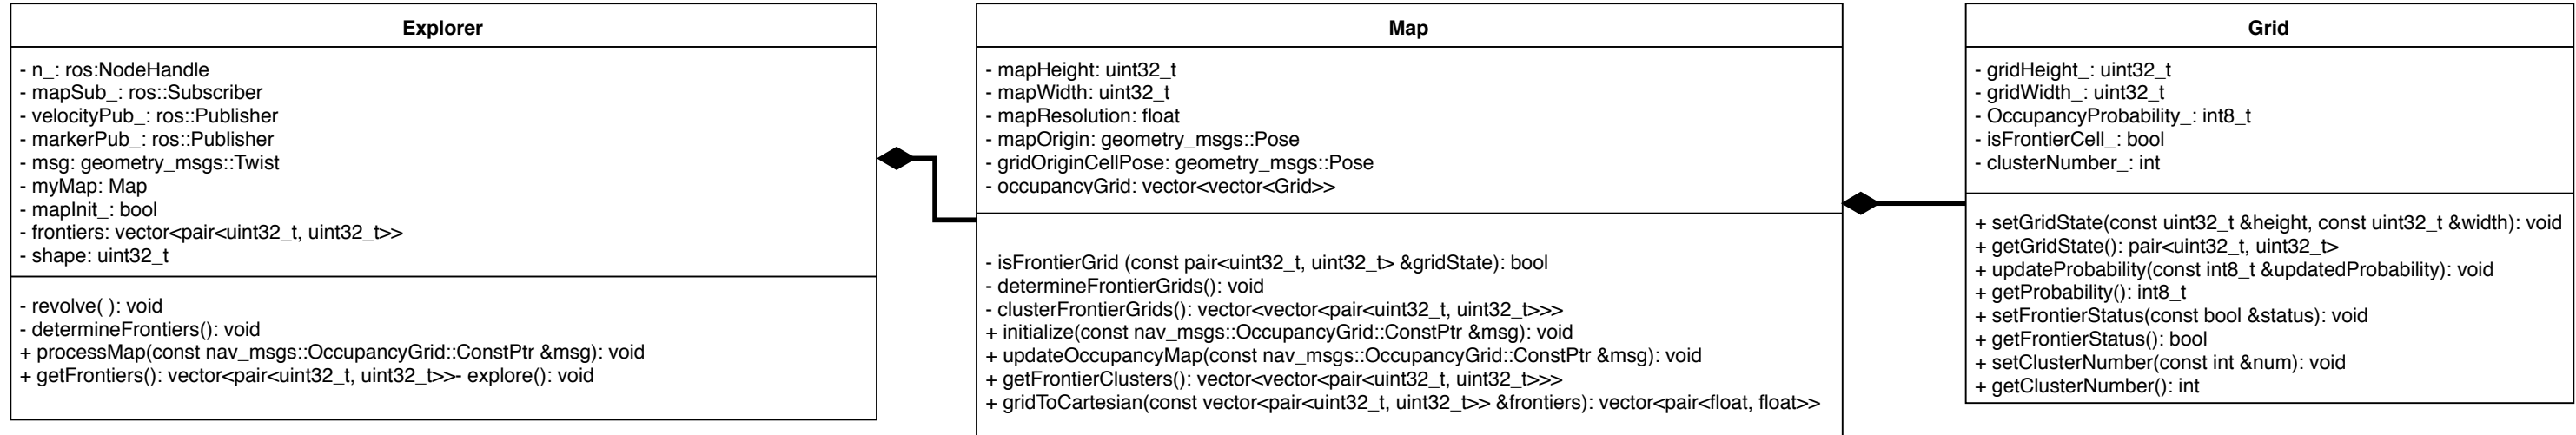 Explorer
- n_: ros:NodeHandle
- mapSub_: ros::Subscriber
- velocityPub_: ros::Publisher
- markerPub_: ros::Publisher
- msg: geometry_msgs::Twist
- myMap: Map
- mapInit_: bool
- frontiers: vector<pair<uint32_t, uint32_t>>
- shape: uint32_t
- revolve( ): void
- determineFrontiers(): void
+ processMap(const nav_msgs::OccupancyGrid::ConstPtr &msg): void
+ getFrontiers(): vector<pair<uint32_t, uint32_t>>- explore(): void
Map
- mapHeight: uint32_t
- mapWidth: uint32_t
- mapResolution: float
- mapOrigin: geometry_msgs::Pose
- gridOriginCellPose: geometry_msgs::Pose
- occupancyGrid: vector<vector<Grid>>
- isFrontierGrid (const pair<uint32_t, uint32_t> &gridState): bool
- determineFrontierGrids(): void
- clusterFrontierGrids(): vector<vector<pair<uint32_t, uint32_t>>>
+ initialize(const nav_msgs::OccupancyGrid::ConstPtr &msg): void
+ updateOccupancyMap(const nav_msgs::OccupancyGrid::ConstPtr &msg): void
+ getFrontierClusters(): vector<vector<pair<uint32_t, uint32_t>>>
+ gridToCartesian(const vector<pair<uint32_t, uint32_t>> &frontiers): vector<pair<float, float>>
Grid
- gridHeight_: uint32_t
- gridWidth_: uint32_t
- OccupancyProbability_: int8_t
- isFrontierCell_: bool
- clusterNumber_: int
+ setGridState(const uint32_t &height, const uint32_t &width): void
+ getGridState(): pair<uint32_t, uint32_t>
+ updateProbability(const int8_t &updatedProbability): void
+ getProbability(): int8_t
+ setFrontierStatus(const bool &status): void
+ getFrontierStatus(): bool
+ setClusterNumber(const int &num): void
+ getClusterNumber(): int